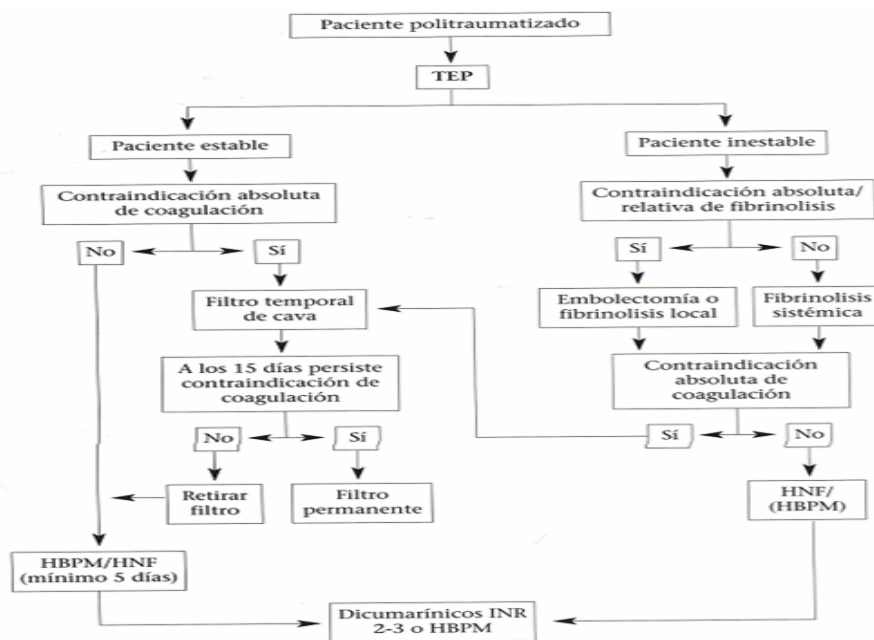 Paciente politraumatizado
TEP
Paciente estable
Paciente inestable
Contraindicación absoluta
de coagulación
Contraindicación absoluta/
relativa de fibrinolisis
No
Sí
Sí
No
Filtro temporal
de cava
Embolectomía o
fibrinolisis local
Fibrinolisis
sistémica
A los 15 días persiste
contraindicación de
coagulación
Contraindicación
absoluta de
coagulación
No
Sí
Sí
No
Retirar
filtro
Filtro
permanente
HNF/
(HBPM)
HBPM/HNF
(mínimo 5 días)
Dicumarínicos INR
2-3 o HBPM